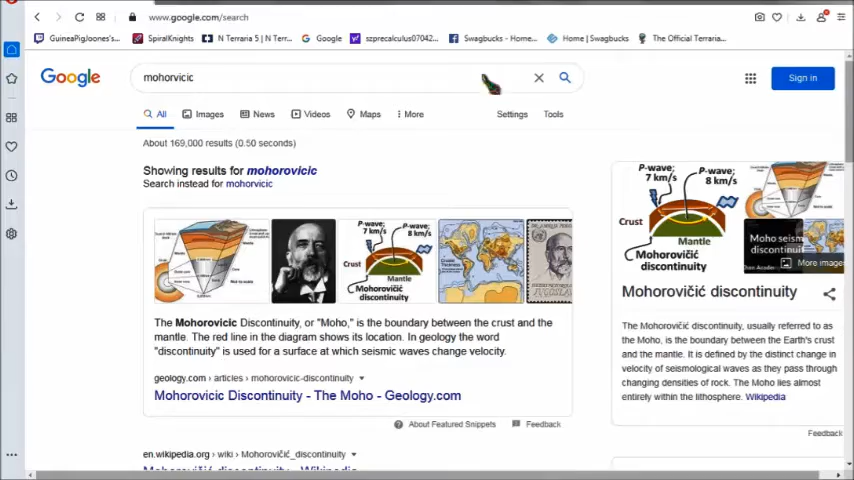 www.google.com/search
GuineaPigJoones's...
SpiralKnights
N Terraria 5 | N Terr...
Google
szprecalculus07042...
Swagbucks - Home...
Home | Swagbucks
The Official Terraria...
Google
mohorvicic
Sign in
All
Images
News
Videos
Maps
More
Settings
Tools
About 169,000 results (0.50 seconds)
Showing results for mohorovicic
Search instead for mohorvicic
P-wave; 7 km/s
P-wave; 8 km/s
Crust
Mantle
Mohorovičić discontinuity
The Mohorovicic Discontinuity, or "Moho," is the boundary between the crust and the
mantle. The red line in the diagram shows its location. In geology the word
"discontinuity" is used for a surface at which seismic waves change velocity.
geology.com › articles › mohorovicic-discontinuity
Mohorovicic Discontinuity - The Moho - Geology.com
About Featured Snippets
Feedback
en.wikipedia.org › wiki › Mohorovičić_discontinuity
Mohorovičić discontinuity - Wikipedia
P-wave; 7 km/s
P-wave; 8 km/s
Crust
Mantle
Mohorovičić
discontinuity
Moho seism
discontinui
More image
Mohorovičić discontinuity
The Mohorovičić discontinuity, usually referred to as
the Moho, is the boundary between the Earth's crust
and the mantle. It is defined by the distinct change in
velocity of seismological waves as they pass through
changing densities of rock. The Moho lies almost
entirely within the lithosphere. Wikipedia
Feedback